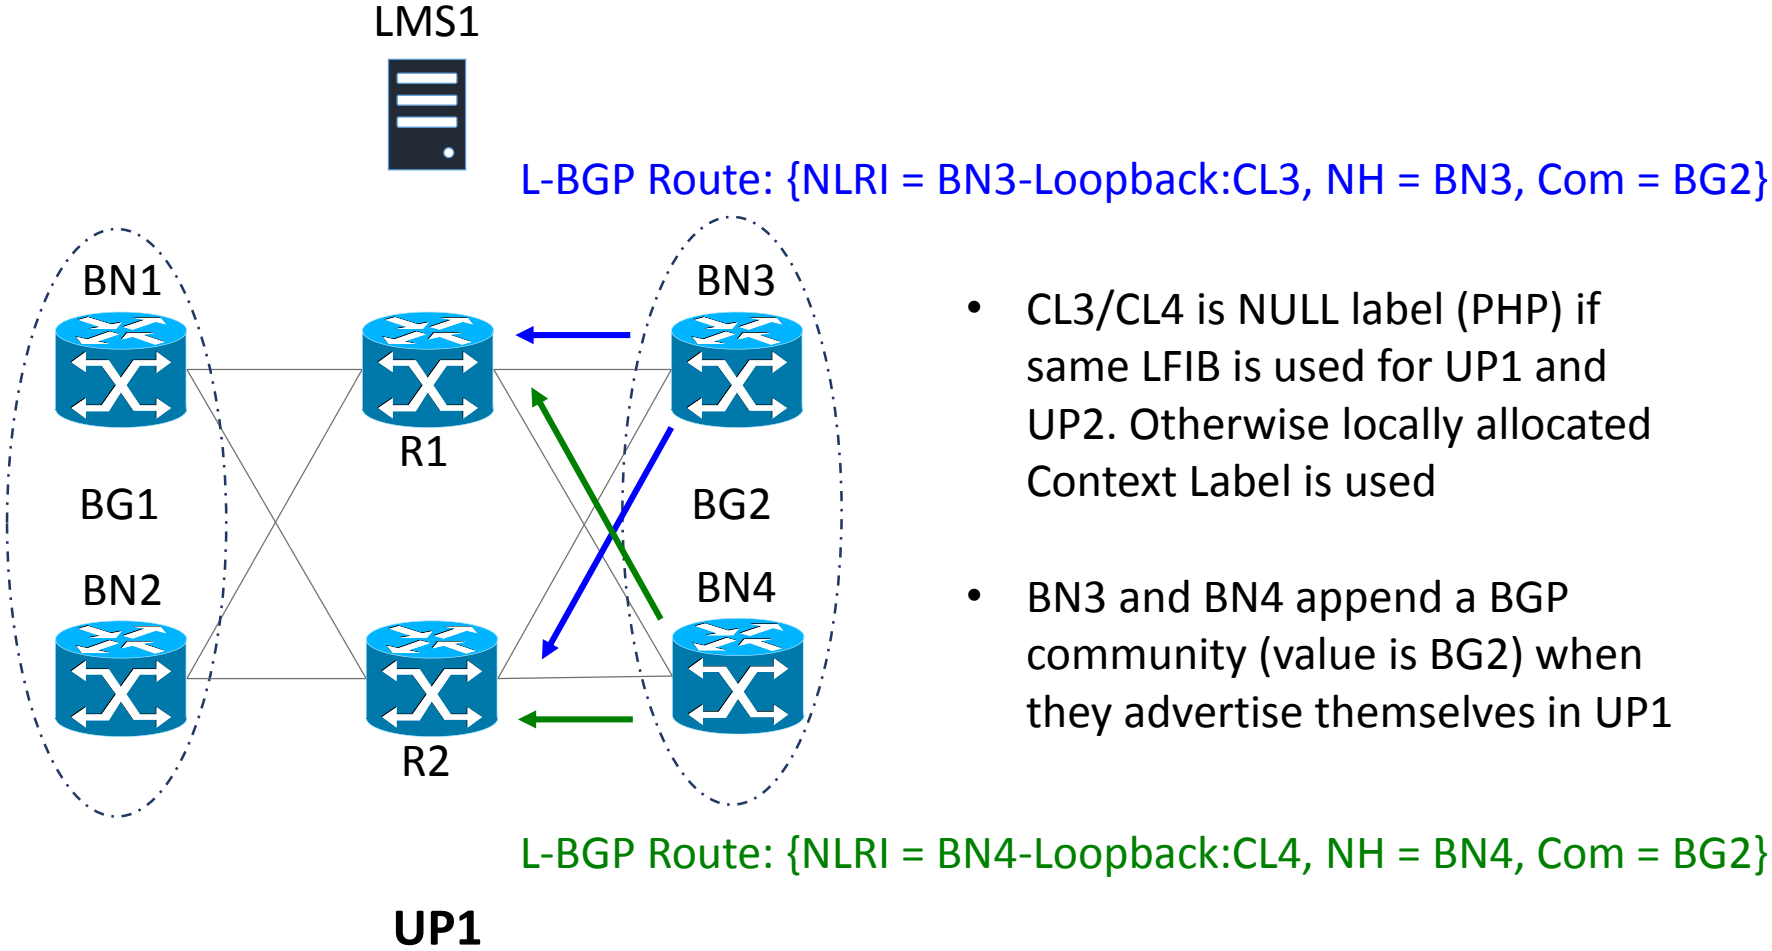 LMS1
L-BGP Route: {NLRI = BN3-Loopback:CL3, NH = BN3, Com = BG2}
BN1
BN3
R1
BG1
BG2
BN2
BN4
R2
• CL3/CL4 is NULL label (PHP) if
same LFIB is used for UP1 and
UP2. Otherwise locally allocated
Context Label is used
• BN3 and BN4 append a BGP
community (value is BG2) when
they advertise themselves in UP1
L-BGP Route: {NLRI = BN4-Loopback:CL4, NH = BN4, Com = BG2}
UP1